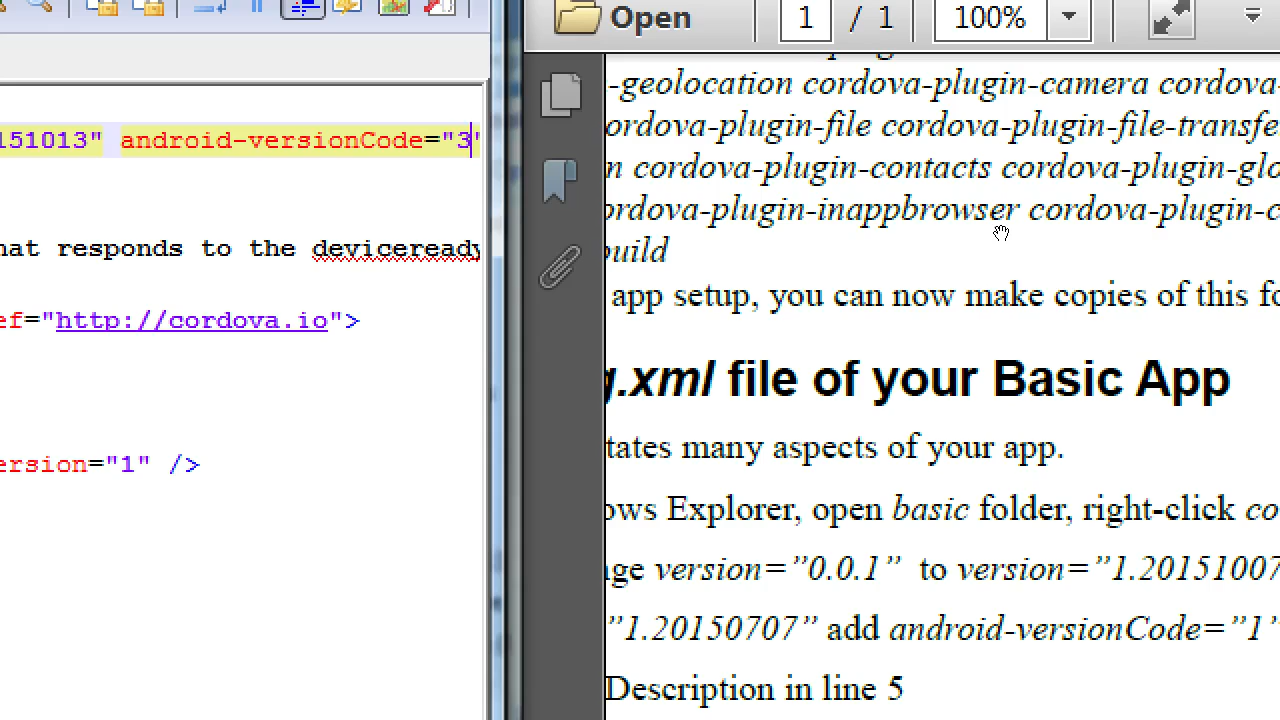 151013" android-versionCode="3"
hat responds to the deviceready
ef="http://cordova.io">
ersion="1" />
Open
1 / 1
100%
-geolocation cordova-plugin-camera cordova-
ordova-plugin-file cordova-plugin-file-transfe
n cordova-plugin-contacts cordova-plugin-glo
ordova-plugin-inappbrowser cordova-plugin-c
build
app setup, you can now make copies of this fo
g.xml file of your Basic App
tates many aspects of your app.
ows Explorer, open basic folder, right-click co
nge version=”0.0.1” to version=”1.20151007
”1.20150707” add android-versionCode=”1”
Description in line 5